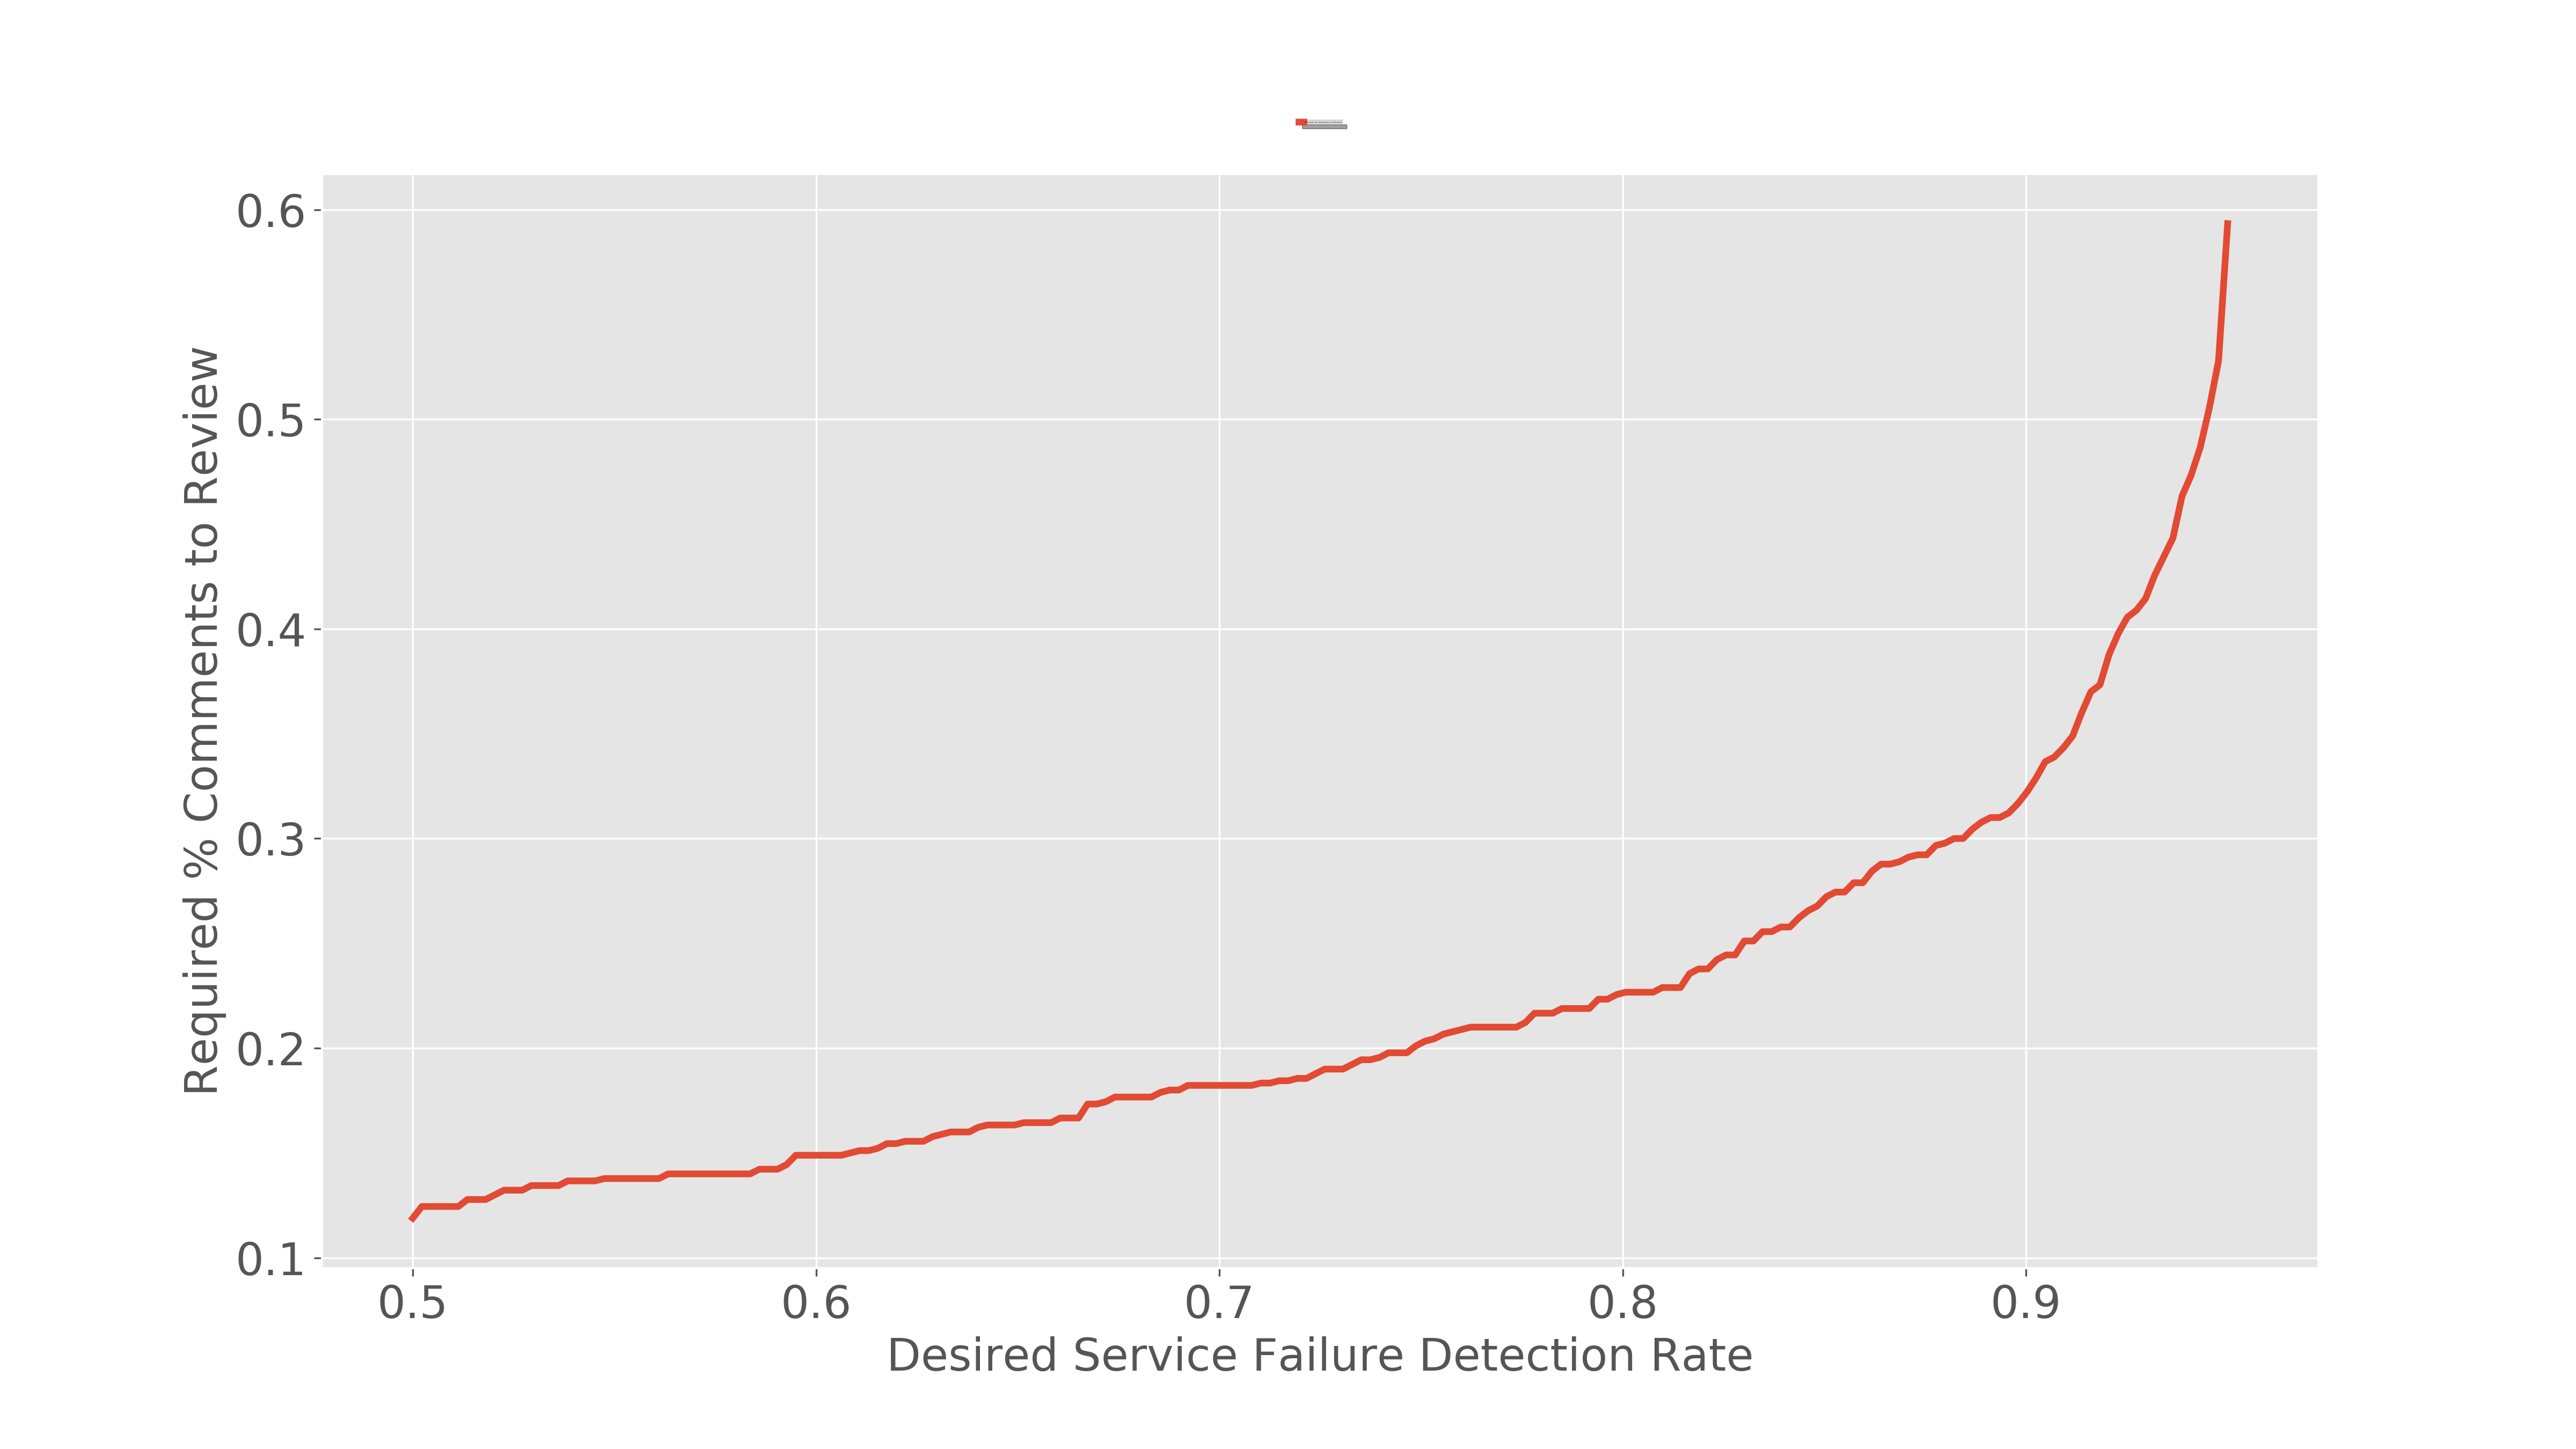 0.6
0.5
0.4
0.3
0.2
0.1
Required % Comments to Review
0.5 0.6 0.7 0.8 0.9
Desired Service Failure Detection Rate